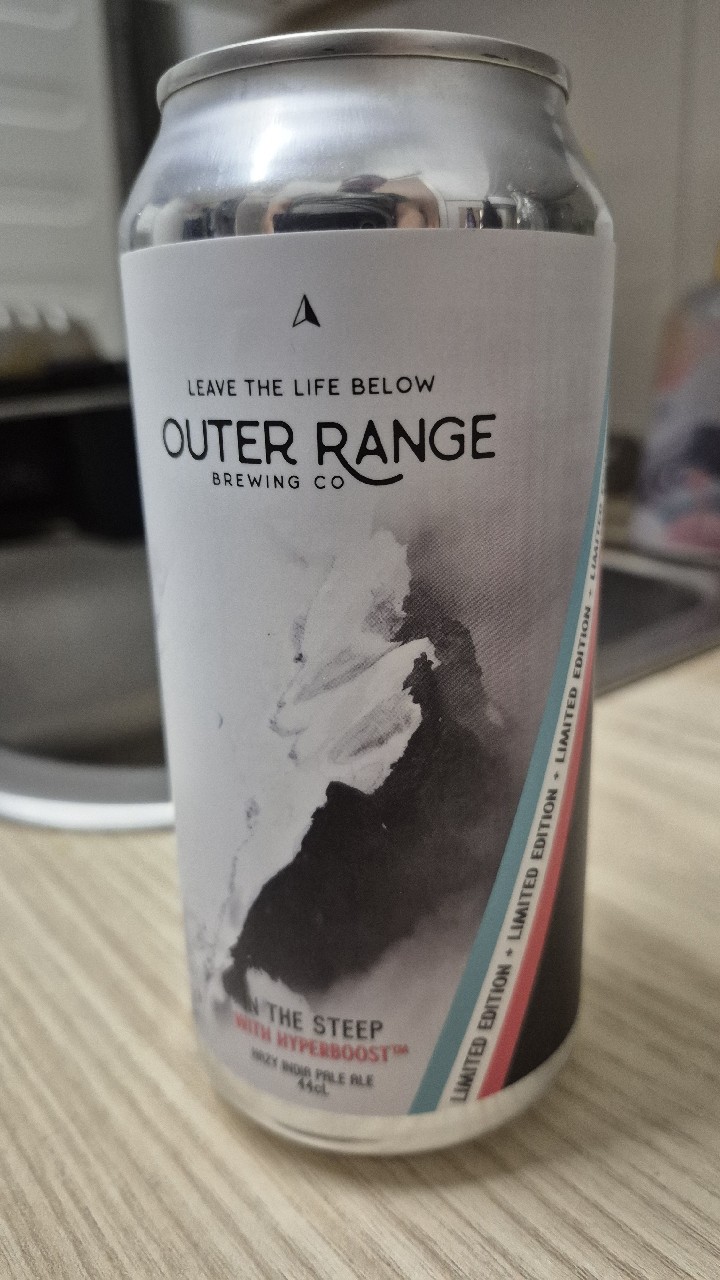 LEAVE THE LIFE BELOW
OUTER RANGE
BREWING CO
IN THE STEEP
WITH HYPERBOOST™
HAZY INDIA PALE ALE
44cL
LIMITED EDITION + LIMITED EDITION + LIMITED EDITION + LIMITED